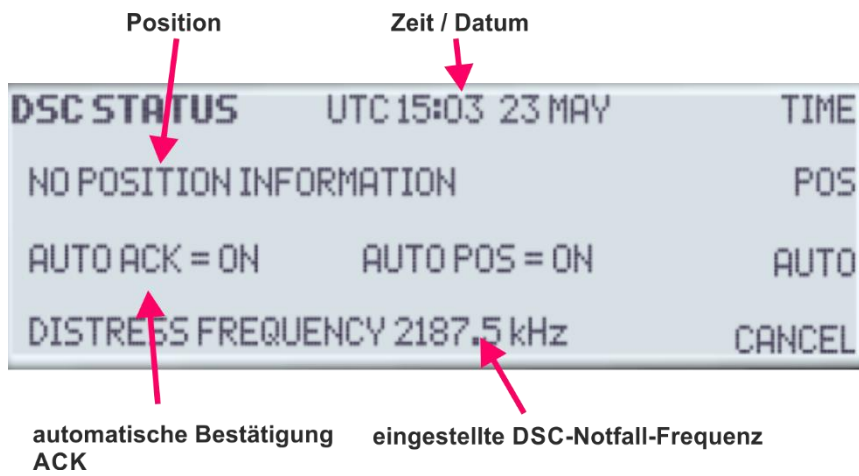 Position Zeit / Datum
DSC STATUS UTC 15:03 23 MAY TIME
NO POSITION INFORMATION POS
AUTO ACK = ON AUTO POS = ON AUTO
DISTRESS FREQUENCY 2187.5 kHz CANCEL
automatische Bestätigung eingestellte DSC-Notfall-Frequenz
ACK